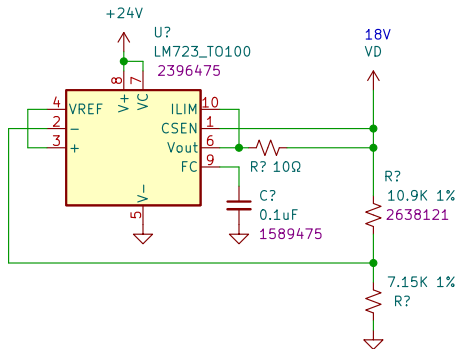 +24V
U?
LM723_TO100
2396475
18V
VD
8
7
V+
VC
4
VREF
ILIM
10
2
-
CSEN
1
3
+
Vout
6
FC
9
R? 10Ω
V-
5
C?
0.1uF
1589475
R?
10.9K 1%
2638121
7.15K 1%
R?